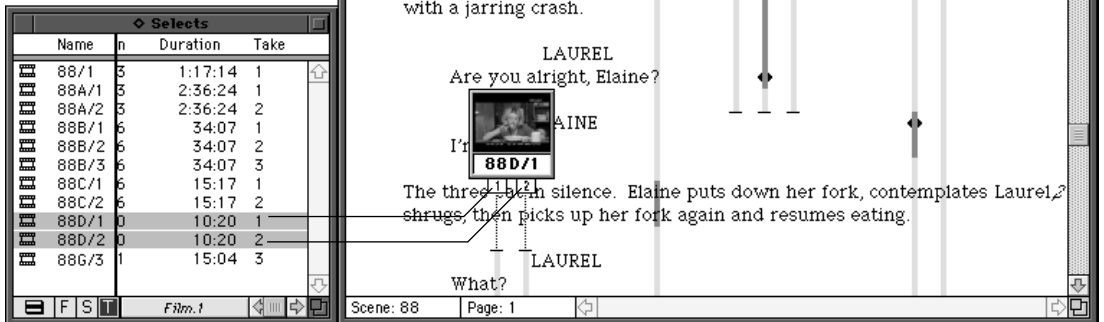 Selects
Name n Duration Take
88/1 3 1:17:14 1
88A/1 3 2:36:24 1
88A/2 3 2:36:24 2
88B/1 6 34:07 1
88B/2 6 34:07 2
88B/3 6 34:07 3
88C/1 6 15:17 1
88C/2 6 15:17 2
88D/1 0 10:20 1
88D/2 0 10:20 2
88G/3 1 15:04 3
F S T Film.1
with a jarring crash.
LAUREL
Are you alright, Elaine?
AINE
I'r
88D/1
1 2
The three in silence. Elaine puts down her fork, contemplates Laurel,
shrugs, then picks up her fork again and resumes eating.
LAUREL
What?
Scene: 88 Page: 1